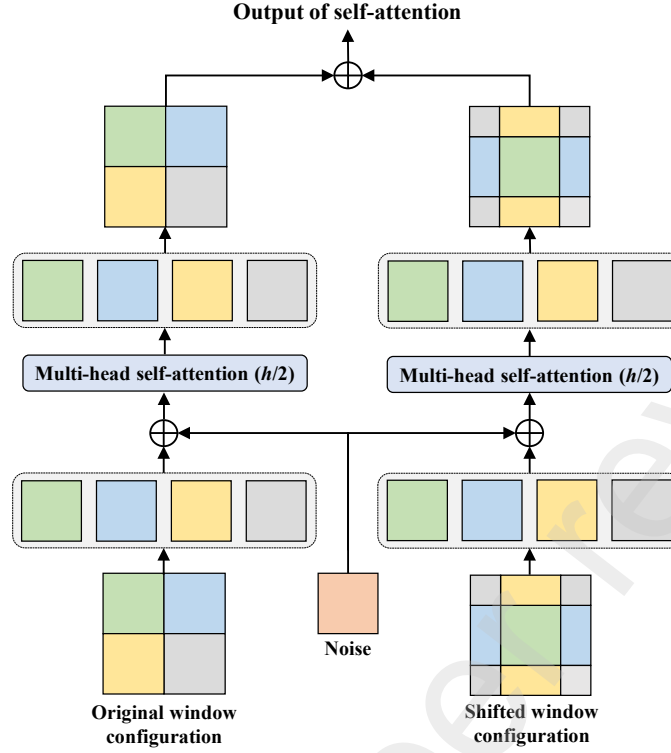 Output of self-attention
Multi-head self-attention (h/2)
Multi-head self-attention (h/2)
Noise
Original window
configuration
Shifted window
configuration